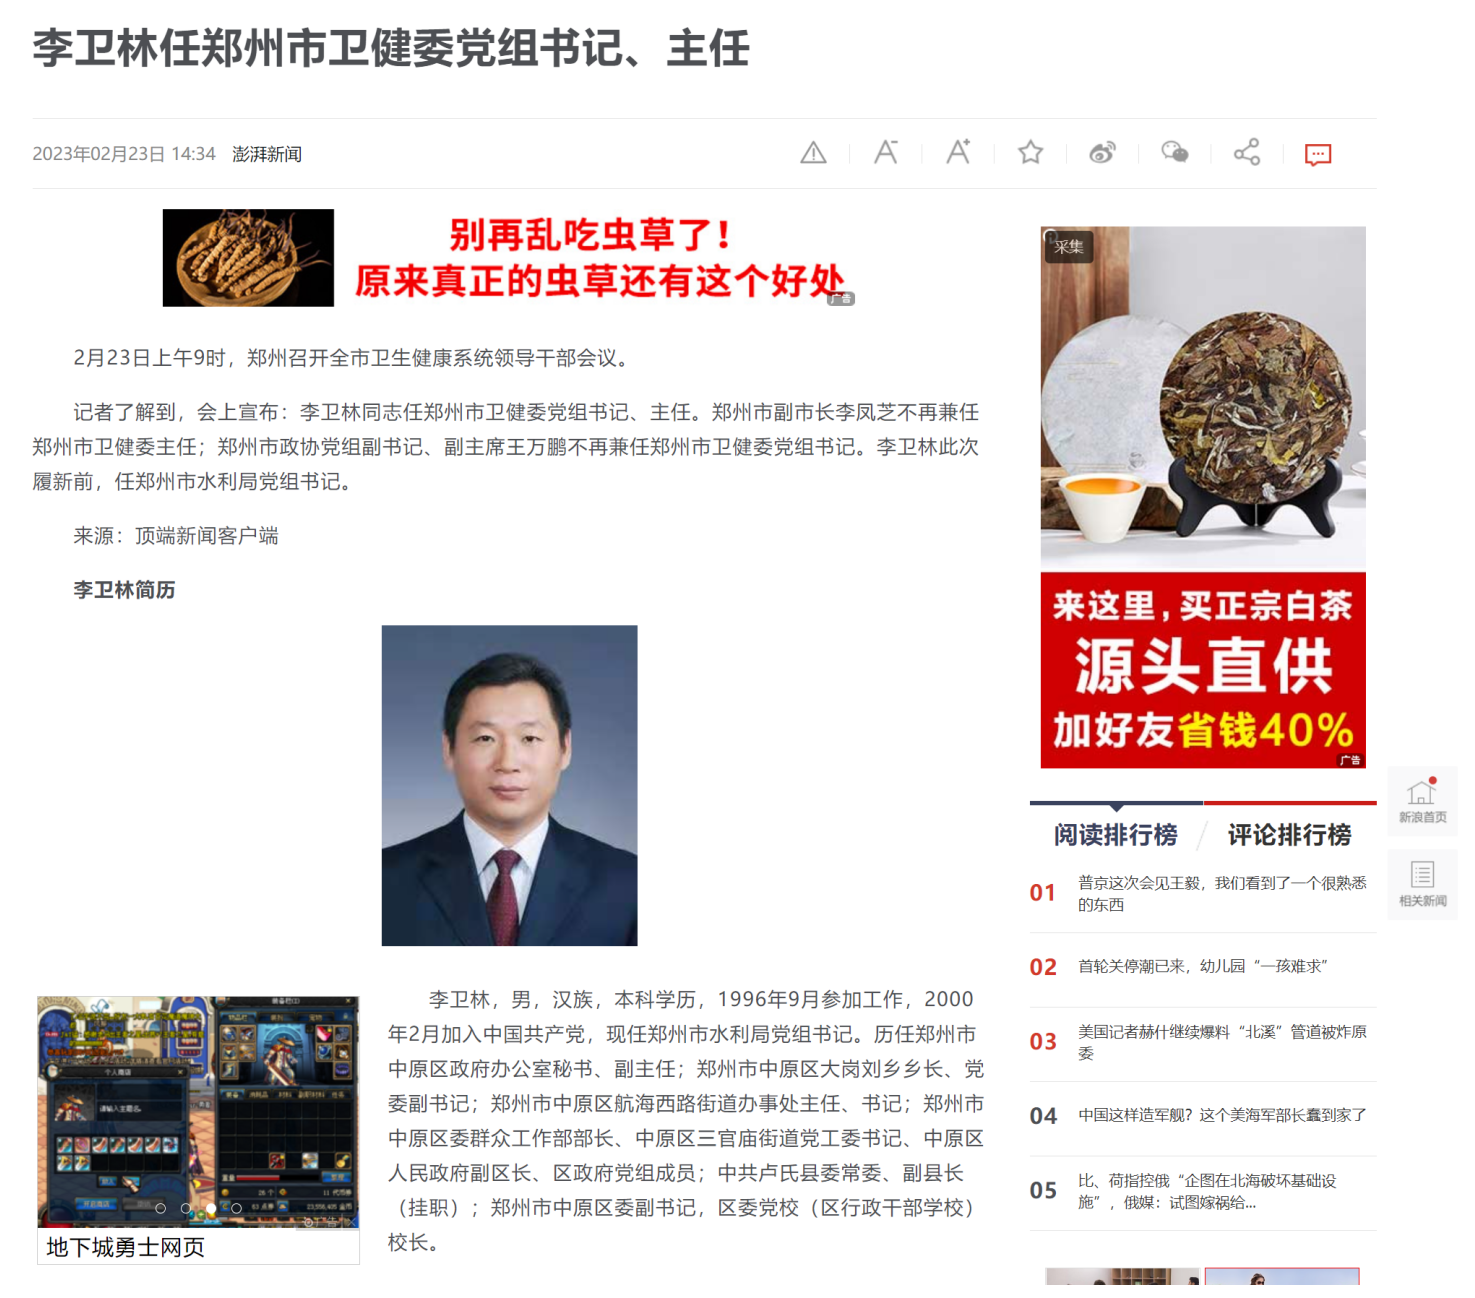 李卫林任郑州市卫健委党组书记、主任
2023年02月23日 14:34 澎湃新闻
别再乱吃虫草了！
原来真正的虫草还有这个好处
广告
2月23日上午9时，郑州召开全市卫生健康系统领导干部会议。
记者了解到，会上宣布：李卫林同志任郑州市卫健委党组书记、主任。郑州市副市长李凤芝不再兼任
郑州市卫健委主任；郑州市政协党组副书记、副主席王万鹏不再兼任郑州市卫健委党组书记。李卫林此次
履新前，任郑州市水利局党组书记。
来源：顶端新闻客户端
李卫林简历
李卫林，男，汉族，本科学历，1996年9月参加工作，2000
年2月加入中国共产党，现任郑州市水利局党组书记。历任郑州市
中原区政府办公室秘书、副主任；郑州市中原区大岗刘乡乡长、党
委副书记；郑州市中原区航海西路街道办事处主任、书记；郑州市
中原区委群众工作部部长、中原区三官庙街道党工委书记、中原区
人民政府副区长、区政府党组成员；中共卢氏县委常委、副县长
（挂职）；郑州市中原区委副书记，区委党校（区行政干部学校）
校长。
个人商店
请输入主题名。
广告
地下城勇士网页
采集
来这里，买正宗白茶
源头直供
加好友省钱40%
广告
阅读排行榜
评论排行榜
01 普京这次会见王毅，我们看到了一个很熟悉
的东西
02 首轮关停潮已来，幼儿园“一孩难求”
03 美国记者赫什继续爆料“北溪”管道被炸原
委
04 中国这样造军舰？这个美海军部长蠢到家了
05 比、荷指控俄“企图在北海破坏基础设
施”，俄媒：试图嫁祸给...
新浪首页
相关新闻